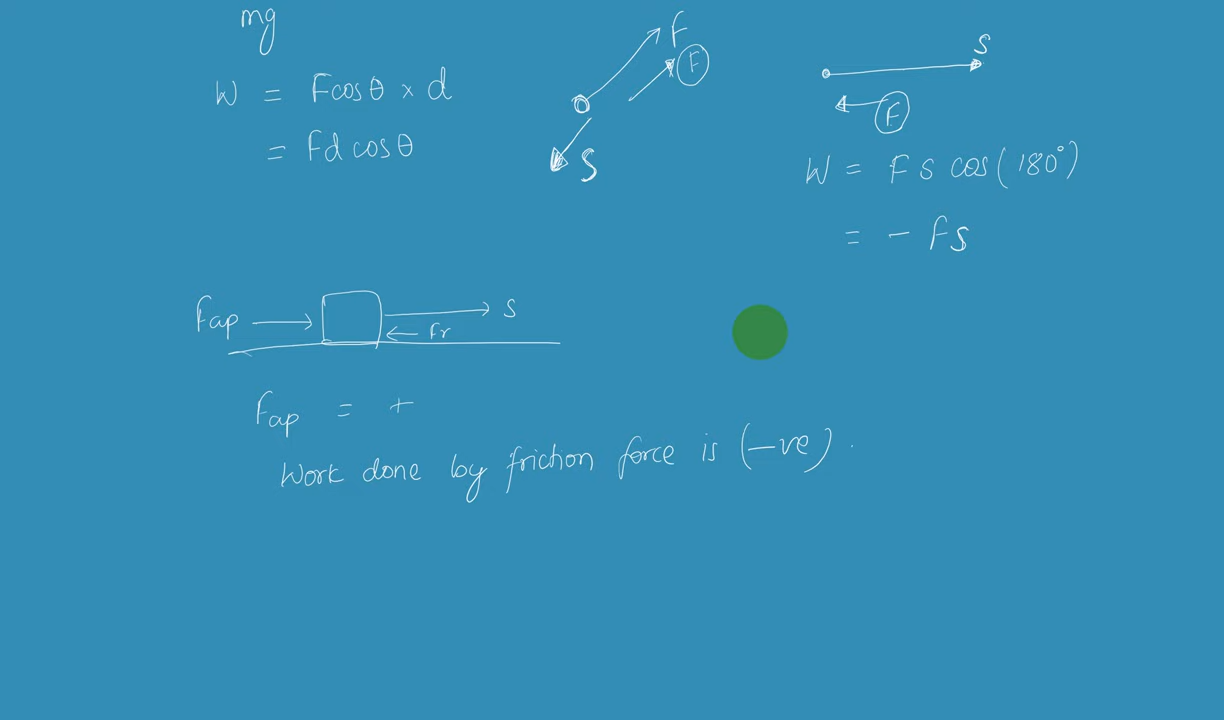 mg
W = Fcosθ × d
= Fd cosθ
F
F
S
S
F
W = F s cos(180°)
= - Fs
Fap
S
Fr
Fap = +
Work done by friction force is (-ve).